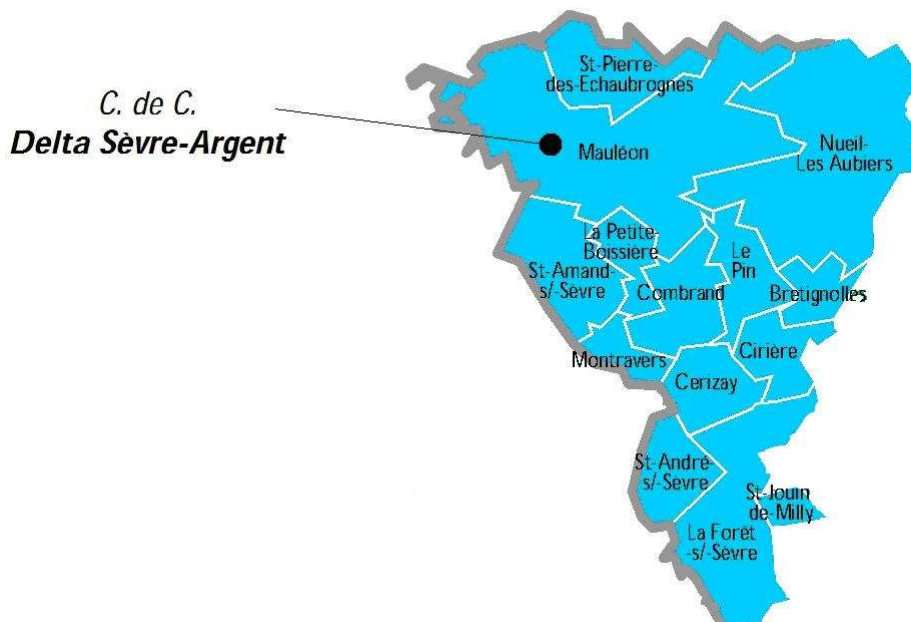 C. de C.
Delta Sèvre-Argent
St-Pierre-
des-Echaubrognes
Mauléon
Nueil-
Les Aubiers
La Petite-
Boissière
St-Amand-
s/-Sèvre
Le
Pin
Combrand
Bretignolles
Montravers
Cirière
Cerizay
St-André-
s/-Sèvre
St-Jouin
de-Milly
La Forêt
-s/-Sèvre